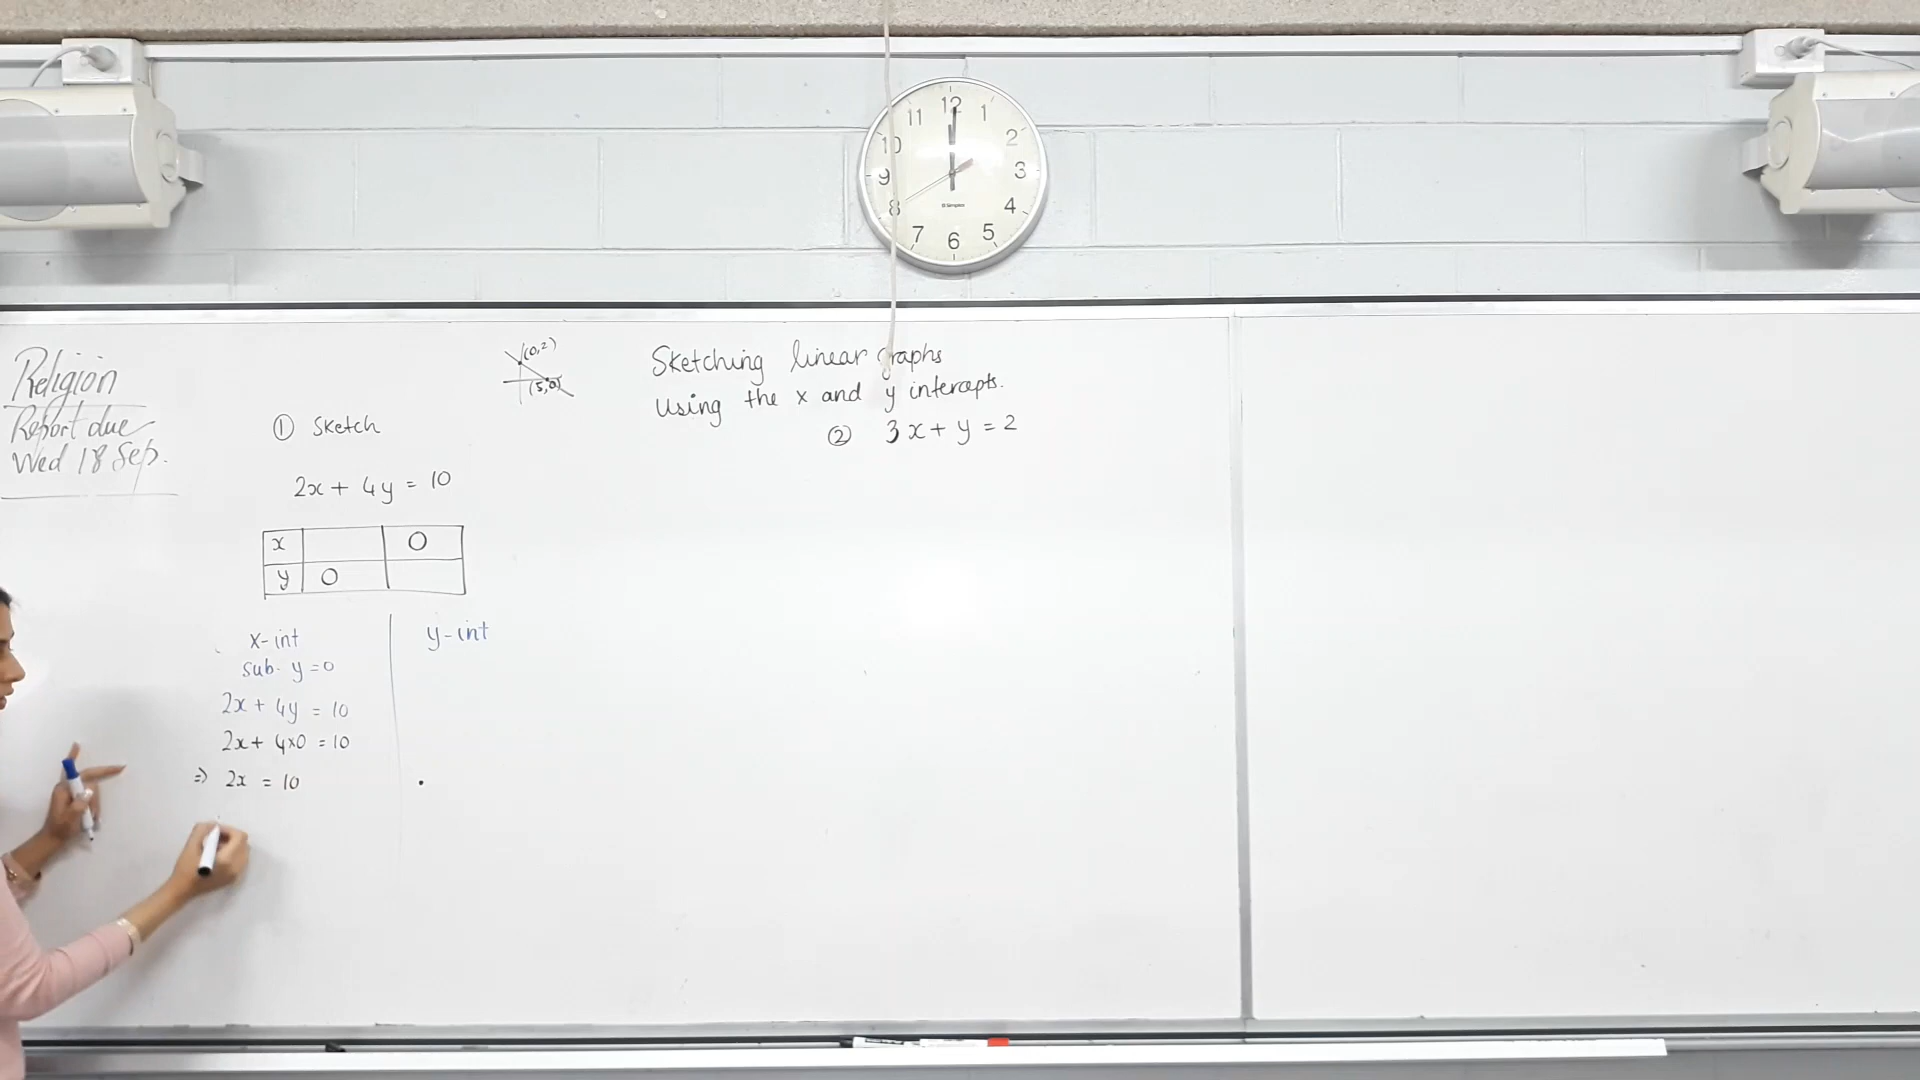 Religion
Report due
Wed 18 Sep.
(0,2)
(5,0)
① Sketch
2x + 4y = 10
x 0
y 0
x-int
sub. y = 0
2x + 4y = 10
2x + 4×0 = 10
⇒ 2x = 10
y-int
Sketching linear graphs
Using the x and y intercepts.
② 3x + y = 2
12
1
2
3
4
5
6
7
8
9
10
11